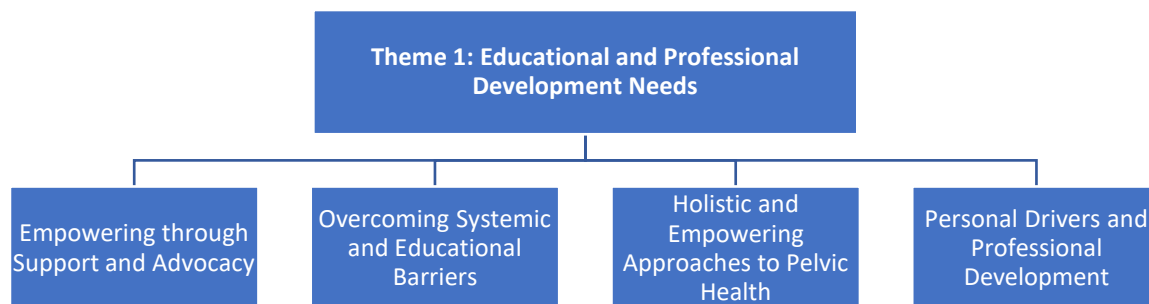 Theme 1: Educational and Professional
Development Needs
Empowering through
Support and Advocacy
Overcoming Systemic
and Educational
Barriers
Holistic and
Empowering
Approaches to Pelvic
Health
Personal Drivers and
Professional
Development